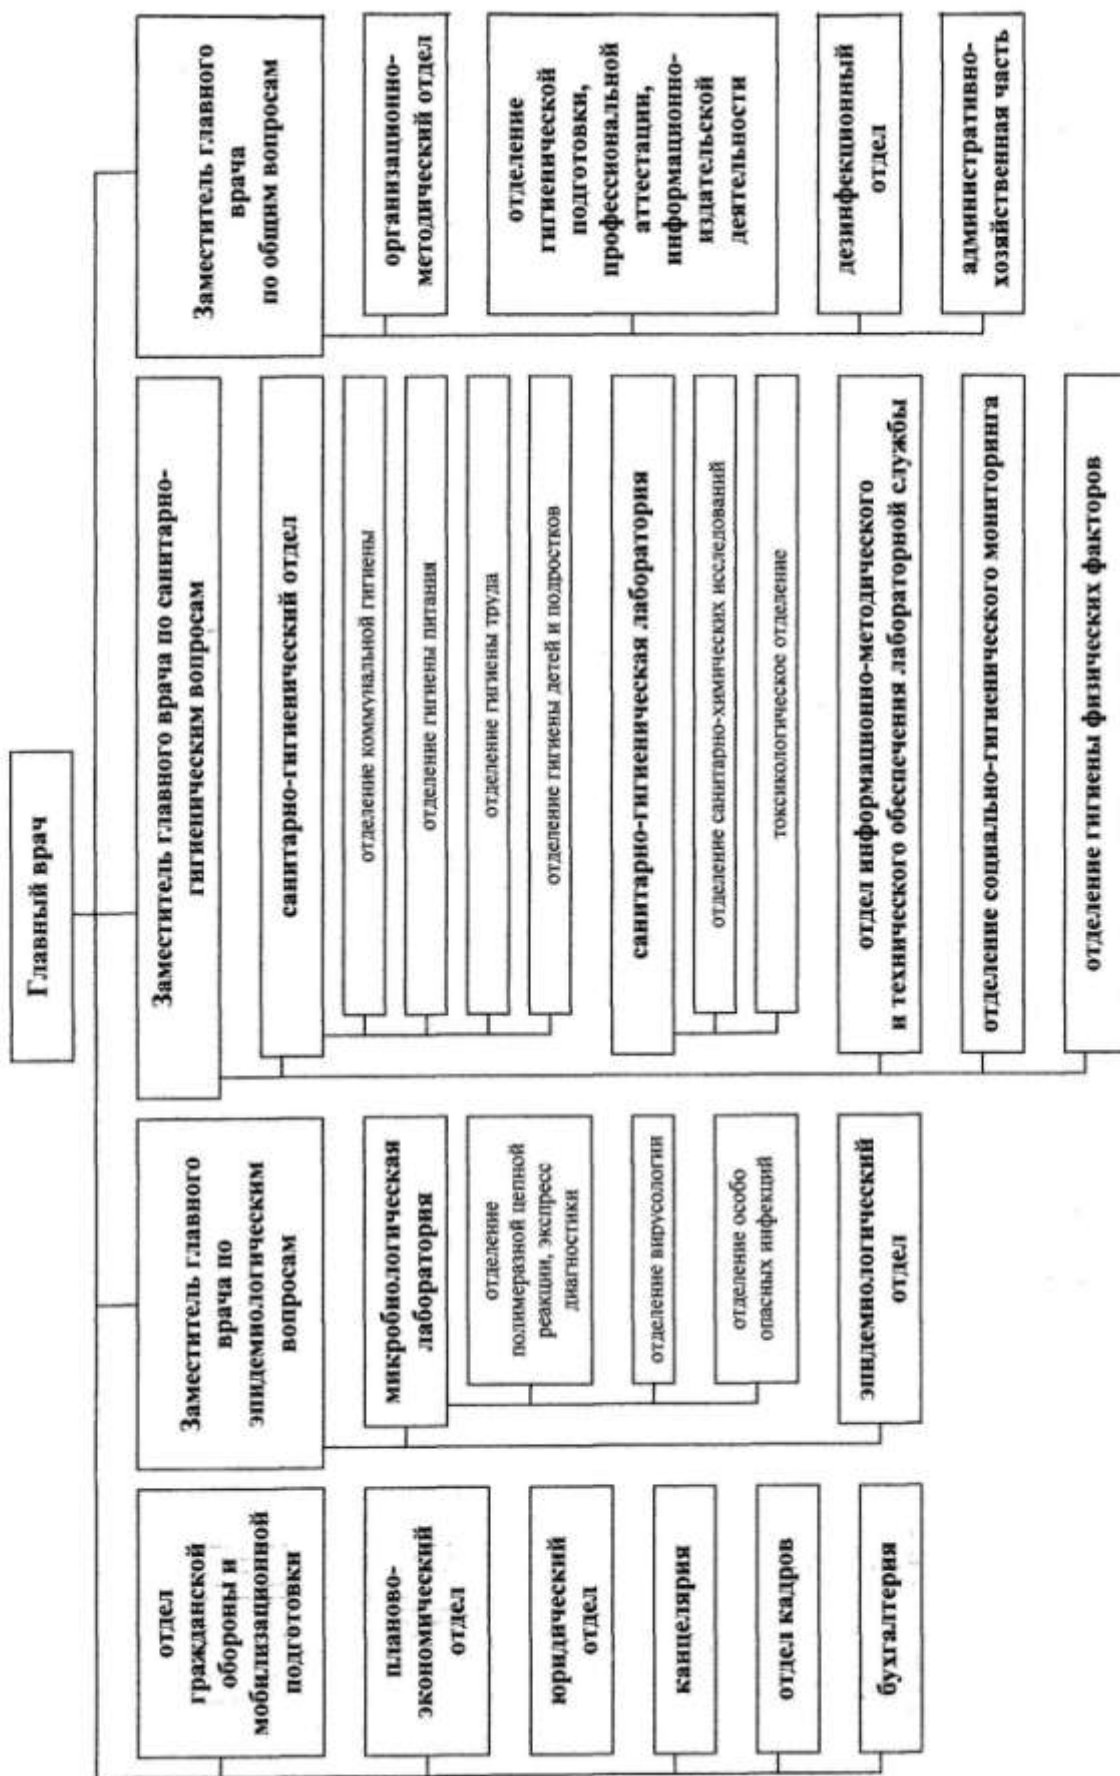 Главный врач
отдел
гражданской
обороны и
мобилизационной
подготовки
планово-
экономический
отдел
юридический
отдел
канцелярия
отдел кадров
бухгалтерия
Заместитель главного
врача по
эпидемиологическим
вопросам
микробиологическая
лаборатория
отделение
полимеразной цепной
реакции, экспресс
диагностики
отделение вирусологии
отделение особо
опасных инфекций
эпидемиологический
отдел
Заместитель главного врача по санитарно-
гигиеническим вопросам
санитарно-гигиенический отдел
отделение коммунальной гигиены
отделение гигиены питания
отделение гигиены труда
отделение гигиены детей и подростков
санитарно-гигиеническая лаборатория
отделение санитарно-химических исследований
токсикологическое отделение
отдел информационно-методического
и технического обеспечения лабораторной службы
отделение социально-гигиенического мониторинга
отделение гигиены физических факторов
Заместитель главного
врача
по общим вопросам
организационно-
методический отдел
отделение
гигиенической
подготовки,
профессиональной
аттестации,
информационно-
издательской
деятельности
дезинфекционный
отдел
административно-
хозяйственная часть